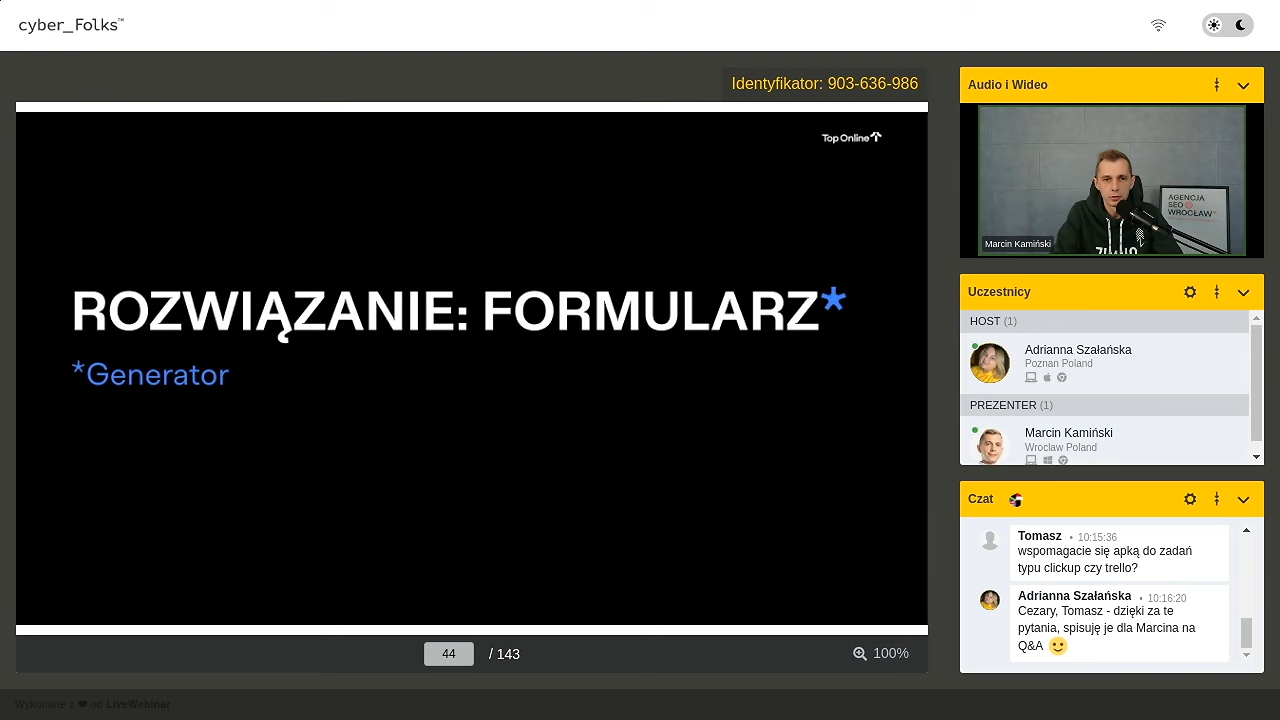 cyber_Folks™
Identyfikator: 903-636-986
Top Online
ROZWIĄZANIE: FORMULARZ*
*Generator
44 / 143
100%
Audio i Wideo
AGENCJA
SEO
WROCŁAW
Marcin Kamiński
Uczestnicy
HOST (1)
Adrianna Szałańska
Poznan Poland
PREZENTER (1)
Marcin Kamiński
Wroclaw Poland
Czat
Tomasz • 10:15:36
wspomagacie się apką do zadań
typu clickup czy trello?
Adrianna Szałańska • 10:16:20
Cezary, Tomasz - dzięki za te
pytania, spisuję je dla Marcina na
Q&A 🙂
Wykonane z ❤ od LiveWebinar